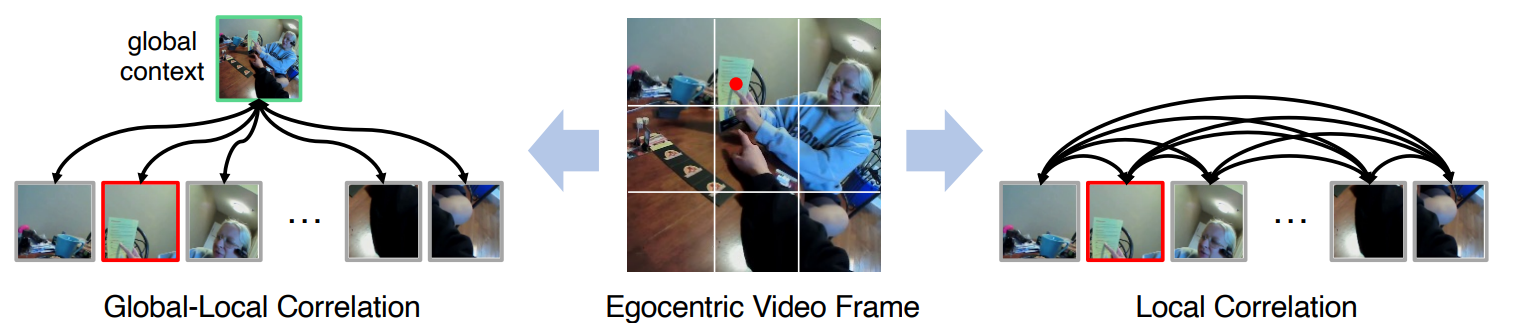 global
context
...
...
Global-Local Correlation
Egocentric Video Frame
Local Correlation